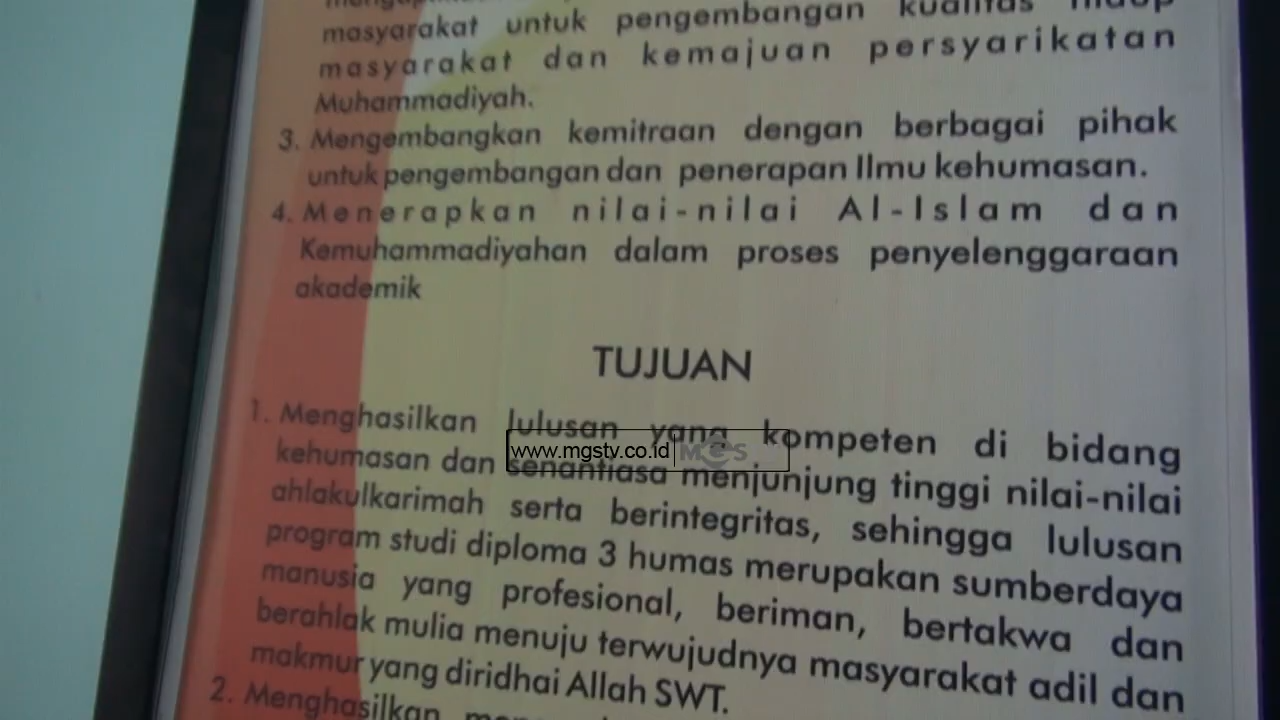 masyarakat untuk pengembangan kualitas hidup
masyarakat dan kemajuan persyarikatan
Muhammadiyah.
3. Mengembangkan kemitraan dengan berbagai pihak
untuk pengembangan dan penerapan Ilmu kehumasan.
4. Menerapkan nilai-nilai Al-Islam dan
Kemuhammadiyahan dalam proses penyelenggaraan
akademik
TUJUAN
1. Menghasilkan lulusan yang kompeten di bidang
kehumasan dan senantiasa menjunjung tinggi nilai-nilai
ahlakulkarimah serta berintegritas, sehingga lulusan
program studi diploma 3 humas merupakan sumberdaya
manusia yang profesional, beriman, bertakwa dan
berahlak mulia menuju terwujudnya masyarakat adil dan
makmur yang diridhai Allah SWT.
2. Menghasilkan
www.mgstv.co.id MGS